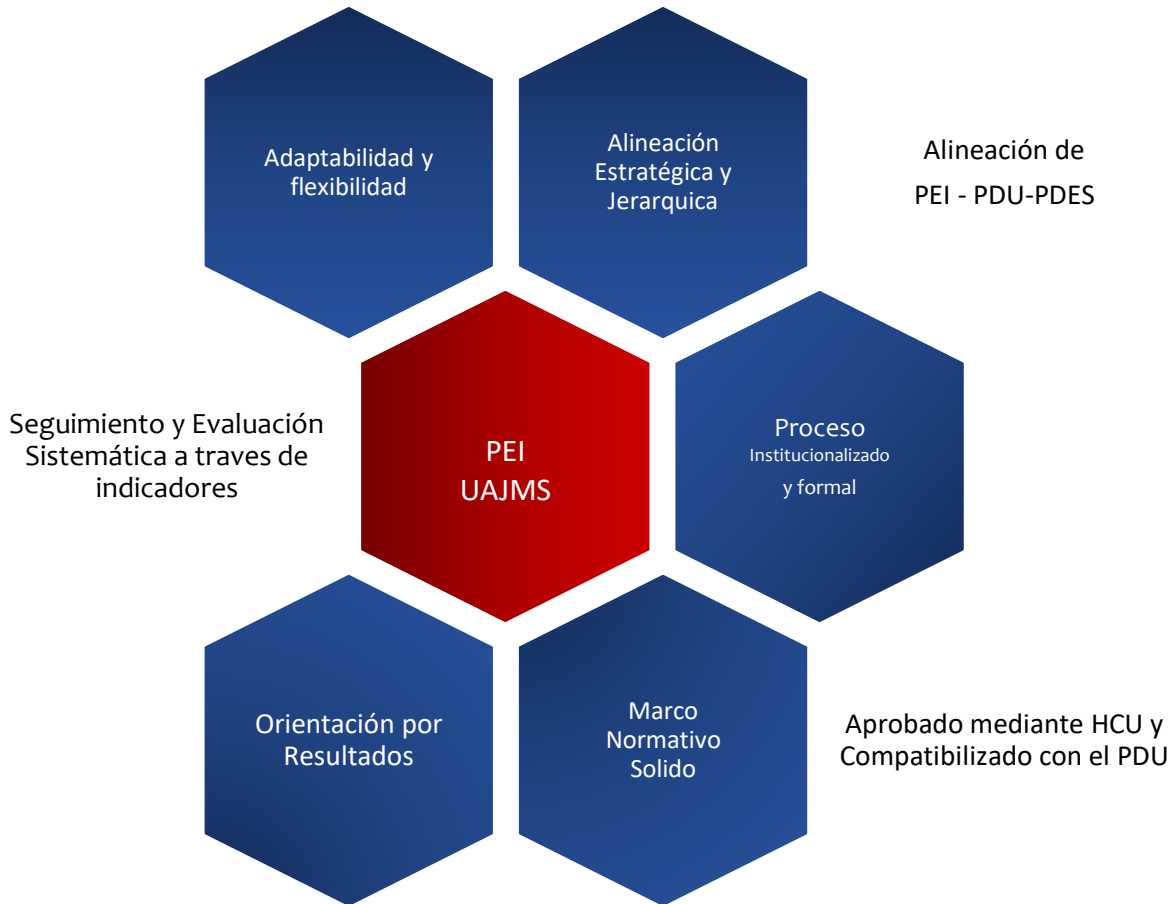 Adaptabilidad y
flexibilidad
Alineación
Estratégica y
Jerarquica
Alineación de
PEI - PDU-PDES
Seguimiento y Evaluación
Sistemática a traves de
indicadores
PEI
UAJMS
Proceso
Institucionalizado
y formal
Orientación por
Resultados
Marco
Normativo
Solido
Aprobado mediante HCU y
Compatibilizado con el PDU